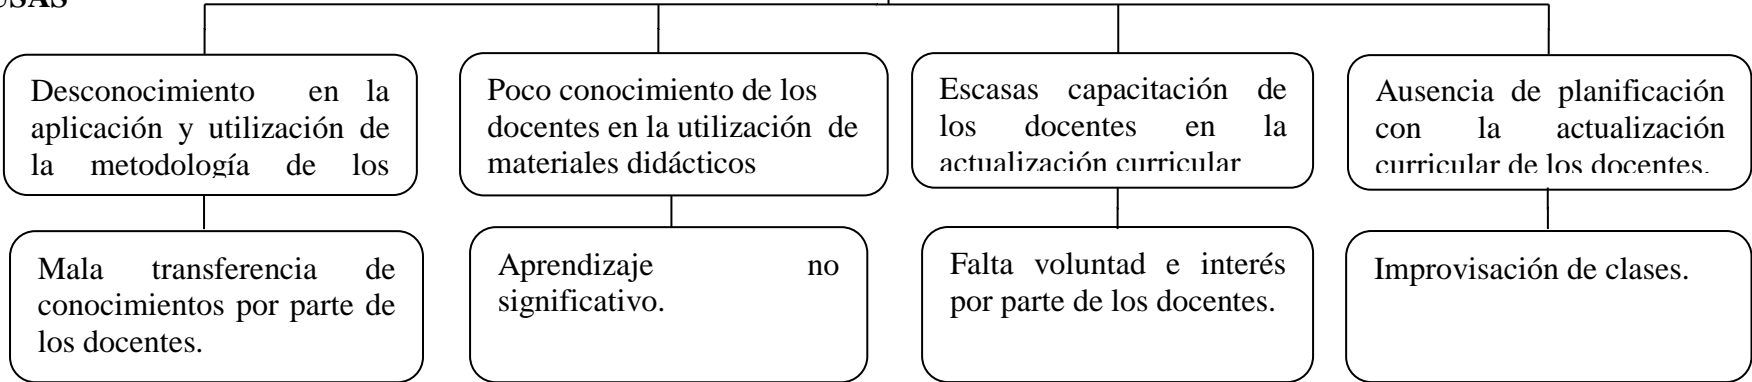 Desconocimiento en la
aplicación y utilización de
la metodología de los
Poco conocimiento de los
docentes en la utilización de
materiales didácticos
Escasas capacitación de
los docentes en la
actualización curricular
Ausencia de planificación
con la actualización
curricular de los docentes.
Mala transferencia de
conocimientos por parte de
los docentes.
Aprendizaje no
significativo.
Falta voluntad e interés
por parte de los docentes.
Improvisación de clases.